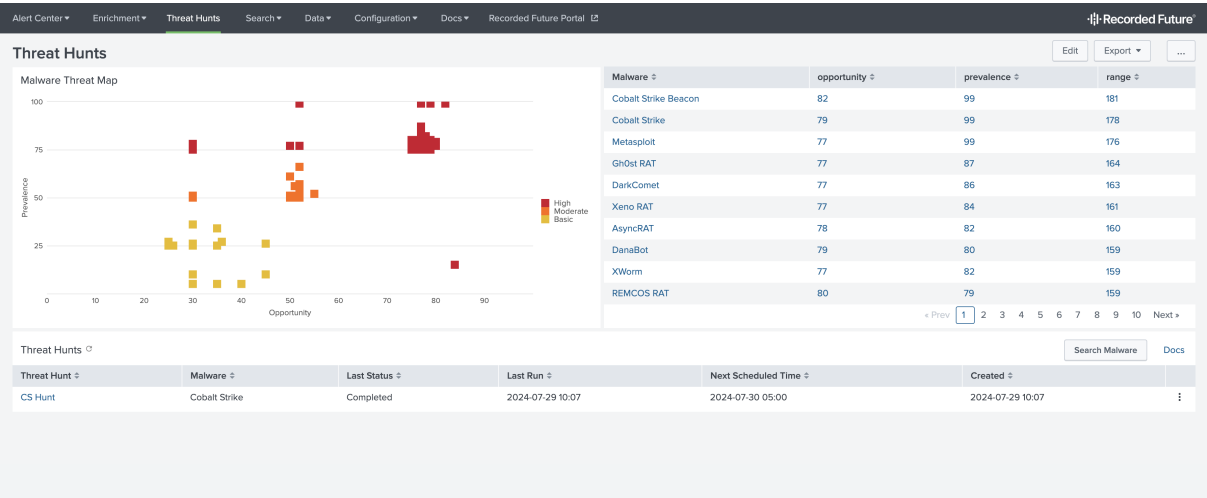 Alert Center Enrichment Threat Hunts Search Data Configuration Docs Recorded Future Portal Recorded Future®
Threat Hunts Edit Export ...
Malware Threat Map
100
75
50
25
Prevalence
0 10 20 30 40 50 60 70 80 90
Opportunity
High
Moderate
Basic
Malware opportunity prevalence range
Cobalt Strike Beacon 82 99 181
Cobalt Strike 79 99 178
Metasploit 77 99 176
Gh0st RAT 77 87 164
DarkComet 77 86 163
Xeno RAT 77 84 161
AsyncRAT 78 82 160
DanaBot 79 80 159
XWorm 77 82 159
REMCOS RAT 80 79 159
« Prev 1 2 3 4 5 6 7 8 9 10 Next »
Threat Hunts Search Malware Docs
Threat Hunt Malware Last Status Last Run Next Scheduled Time Created
CS Hunt Cobalt Strike Completed 2024-07-29 10:07 2024-07-30 05:00 2024-07-29 10:07